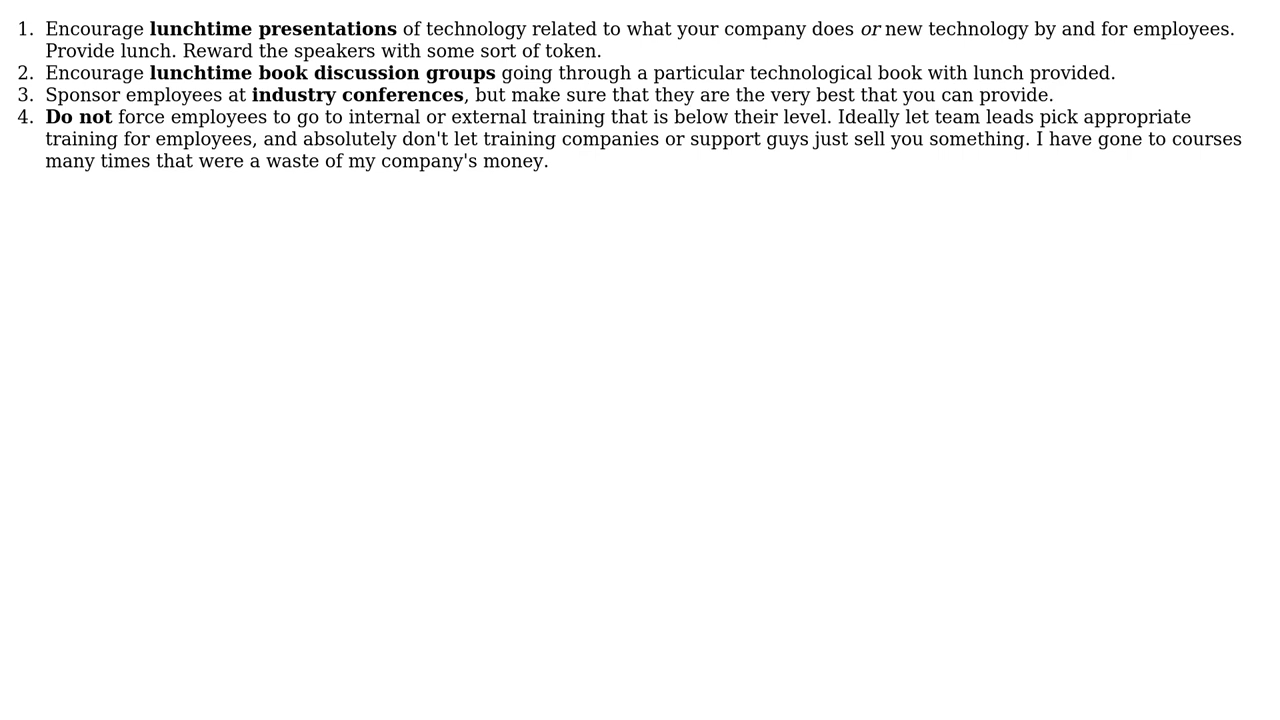 1. Encourage lunchtime presentations of technology related to what your company does or new technology by and for employees.
Provide lunch. Reward the speakers with some sort of token.
2. Encourage lunchtime book discussion groups going through a particular technological book with lunch provided.
3. Sponsor employees at industry conferences, but make sure that they are the very best that you can provide.
4. Do not force employees to go to internal or external training that is below their level. Ideally let team leads pick appropriate
training for employees, and absolutely don't let training companies or support guys just sell you something. I have gone to courses
many times that were a waste of my company's money.